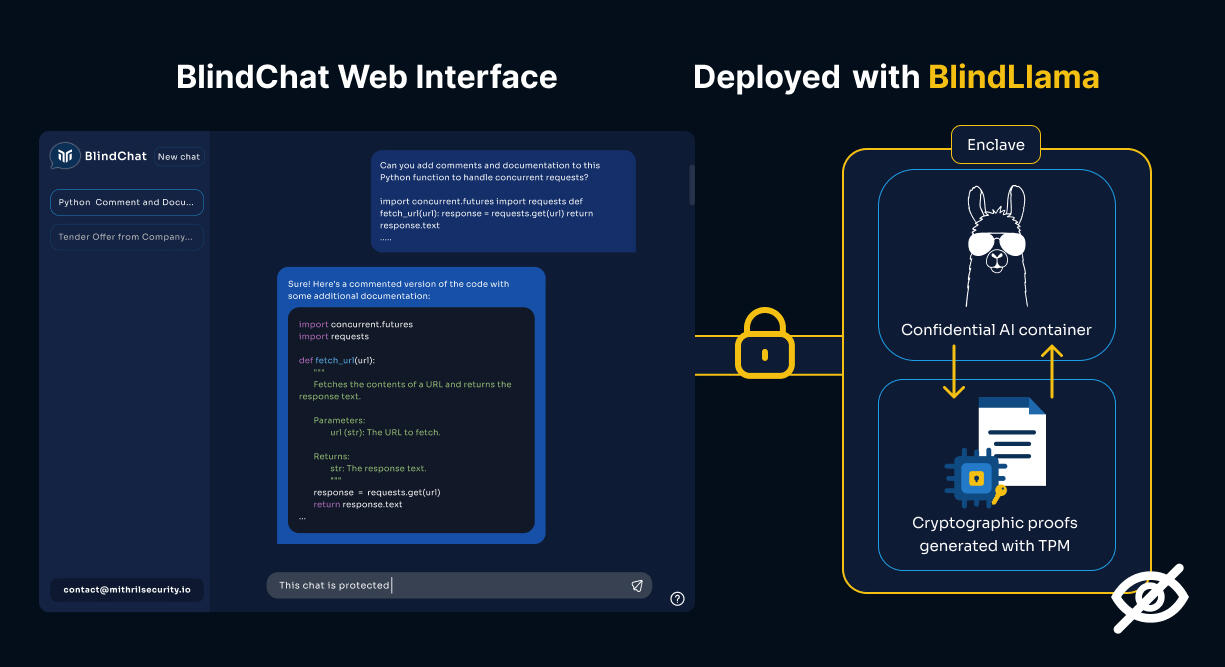 BlindChat Web Interface
Deployed with BlindLlama
BlindChat
New chat
Python Comment and Docu...
Tender Offer from Company...
contact@mithrilsecurity.io
Can you add comments and documentation to this
Python function to handle concurrent requests?
import concurrent.futures import requests def
fetch_url(url): response = requests.get(url) return
response.text
.....
Sure! Here's a commented version of the code with
some additional documentation:
import concurrent.futures
import requests
def fetch_url(url):
"""
Fetches the contents of a URL and returns the
response text.
Parameters:
url (str): The URL to fetch.
Returns:
str: The response text.
"""
response = requests.get(url)
return response.text
...
This chat is protected
?
Enclave
Confidential AI container
Cryptographic proofs
generated with TPM